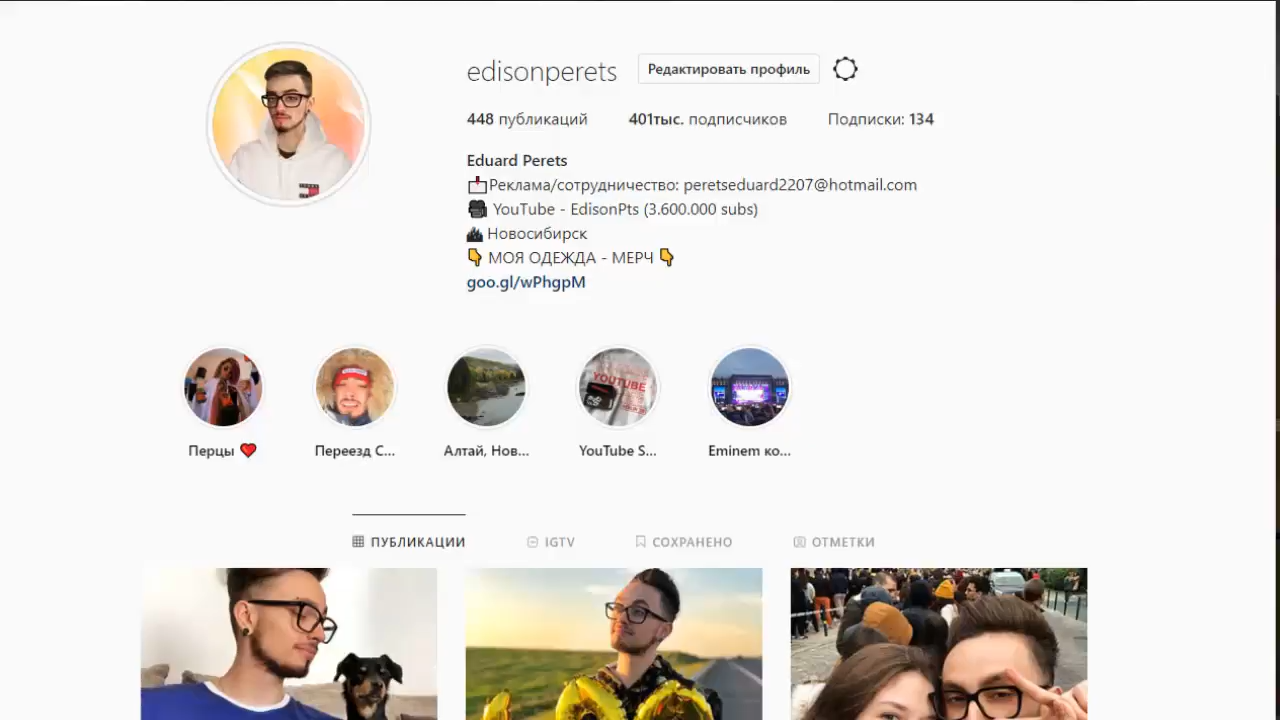 edisonperets
Редактировать профиль
448 публикаций
401тыс. подписчиков
Подписки: 134
Eduard Perets
Реклама/сотрудничество: peretseduard2207@hotmail.com
YouTube - EdisonPts (3.600.000 subs)
Новосибирск
МОЯ ОДЕЖДА - МЕРЧ
goo.gl/wPhgpM
YOUTUBE
Перцы
Переезд С...
Алтай, Нов...
YouTube S...
Eminem ко...
ПУБЛИКАЦИИ
IGTV
СОХРАНЕНО
ОТМЕТКИ